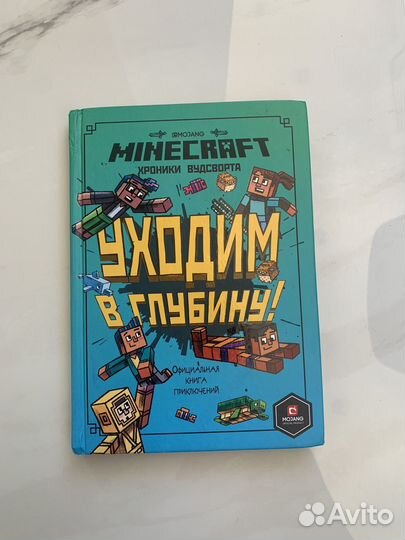 MOJANG
MINECRAFT
ХРОНИКИ ВУДСВОРТА
УХОДИМ
В ГЛУБИНУ!
ОФИЦИАЛЬНАЯ
КНИГА
ПРИКЛЮЧЕНИЙ
MOJANG
Avito